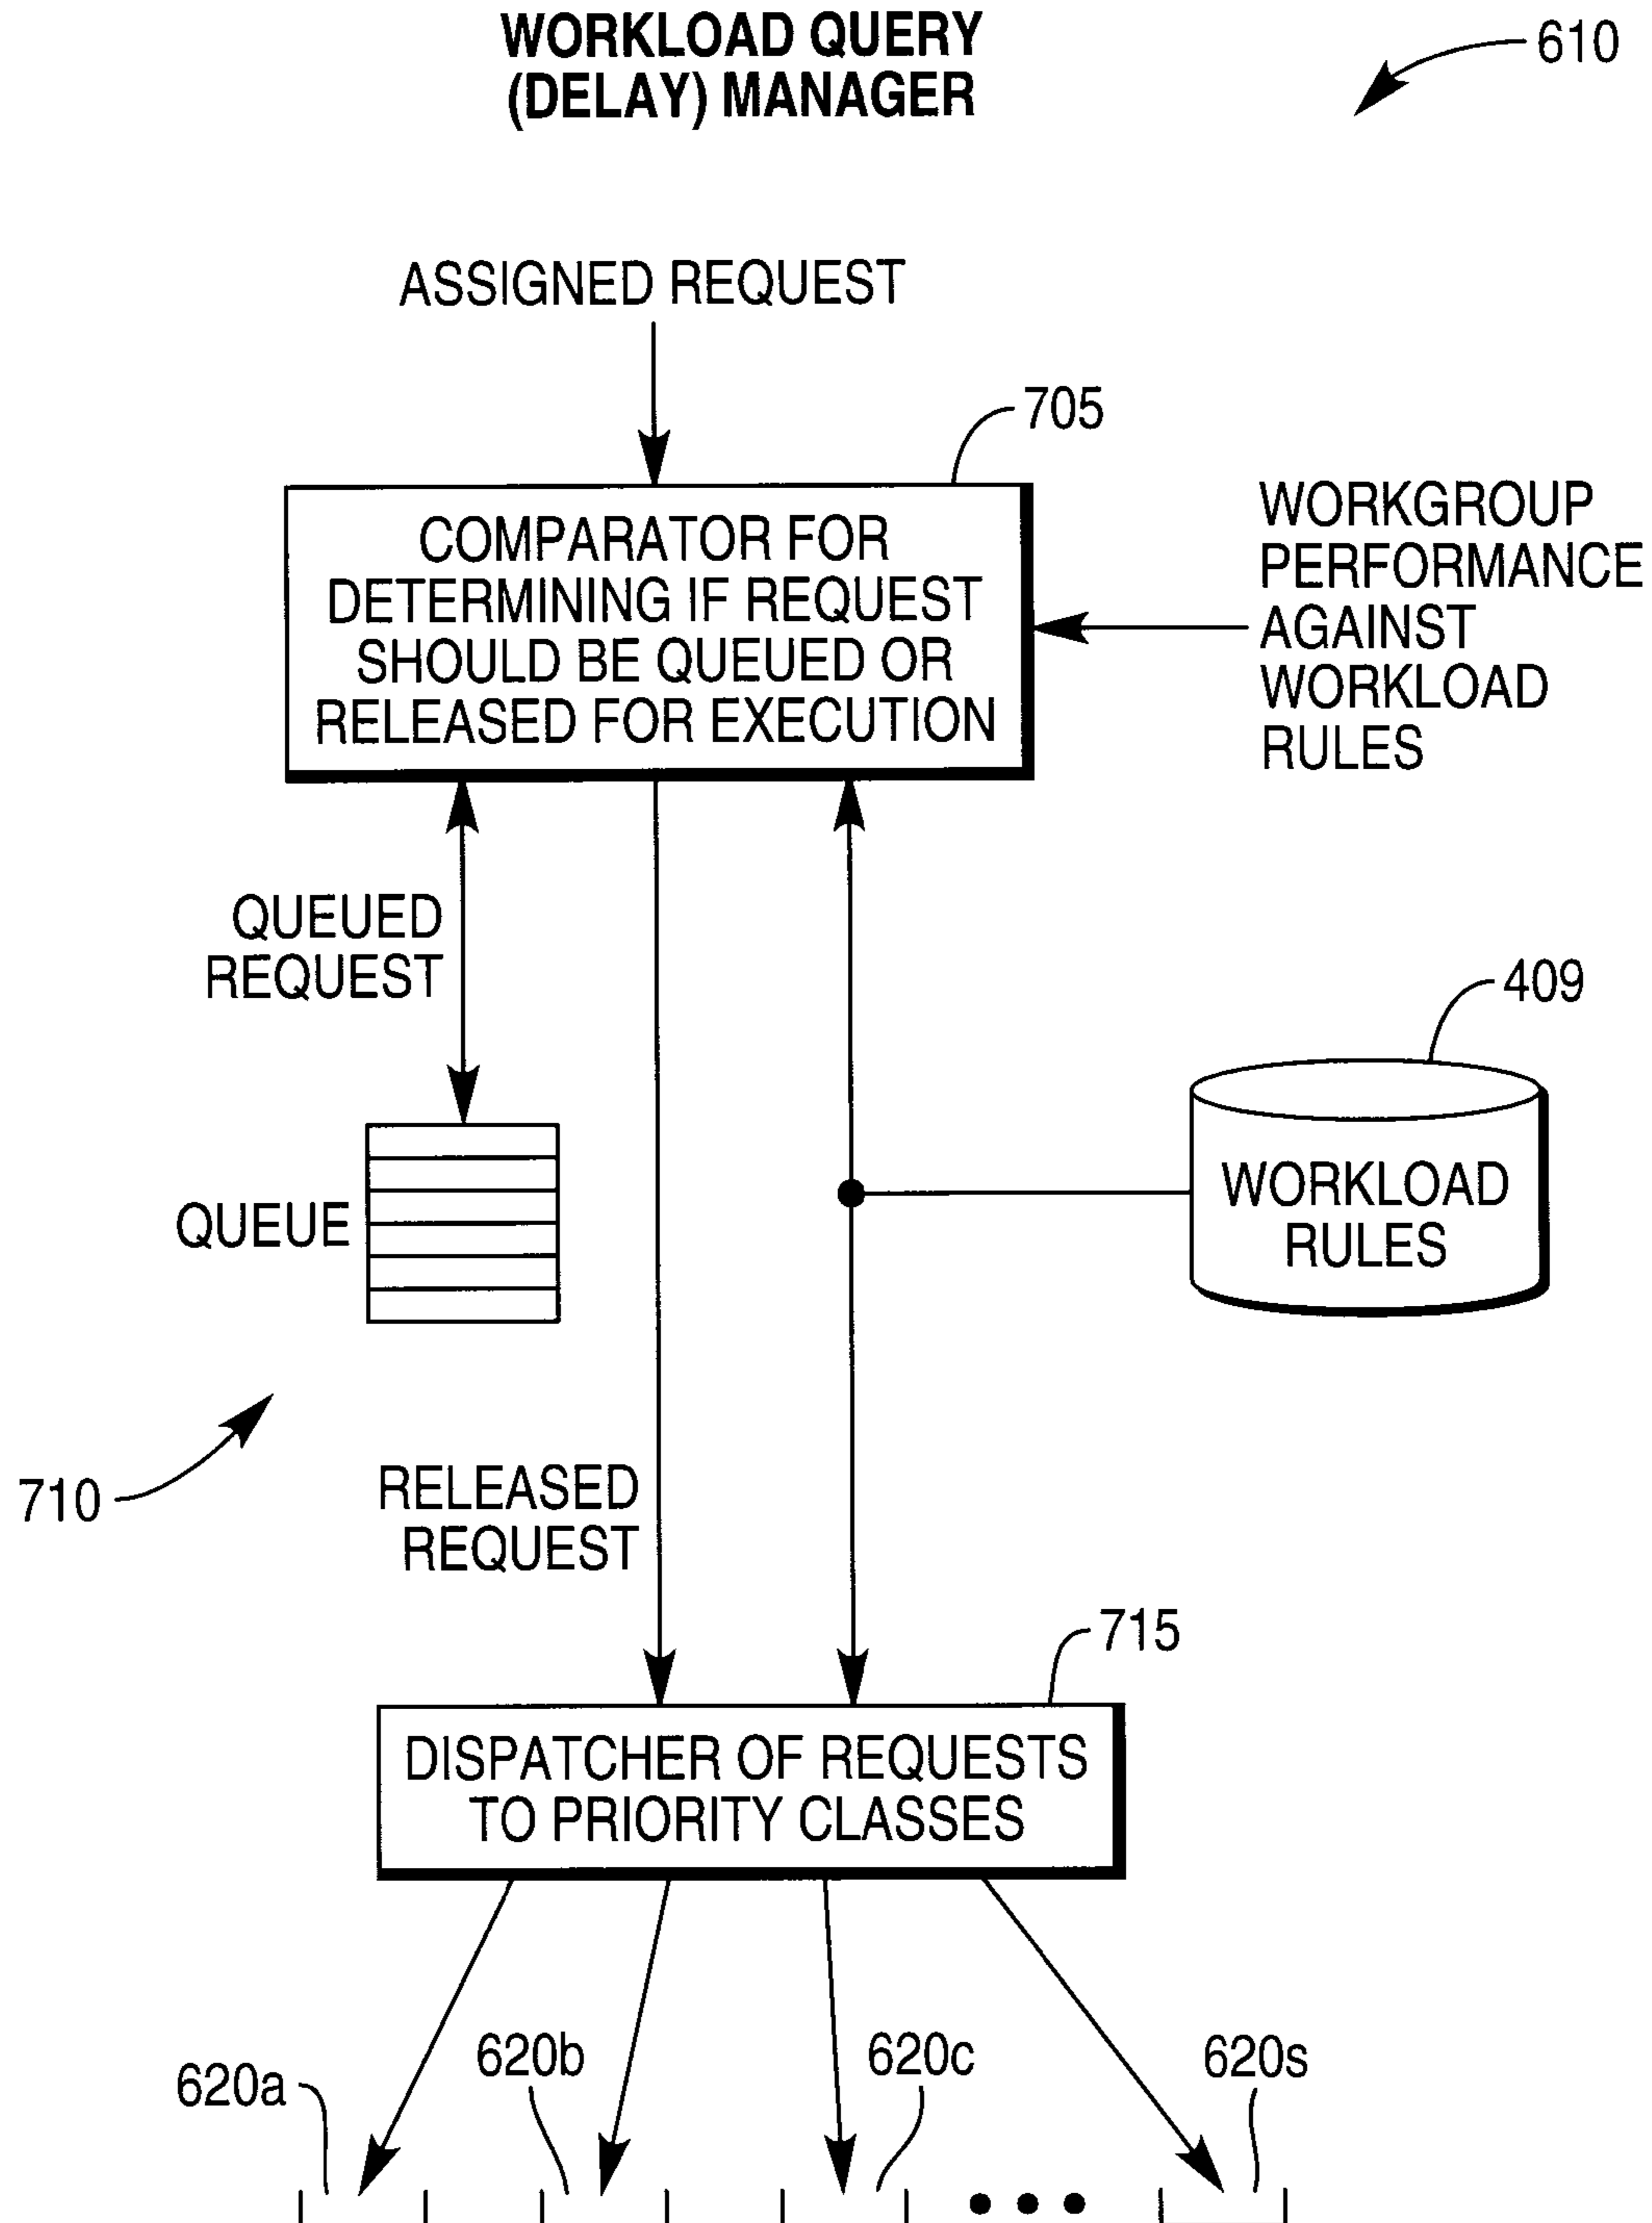 WORKLOAD QUERY
(DELAY) MANAGER
610
ASSIGNED REQUEST
705
COMPARATOR FOR
DETERMINING IF REQUEST
SHOULD BE QUEUED OR
RELEASED FOR EXECUTION
WORKGROUP
PERFORMANCE
AGAINST
WORKLOAD
RULES
QUEUED
REQUEST
409
WORKLOAD
RULES
QUEUE
710
RELEASED
REQUEST
715
DISPATCHER OF REQUESTS
TO PRIORITY CLASSES
620a
620b
620c
620s